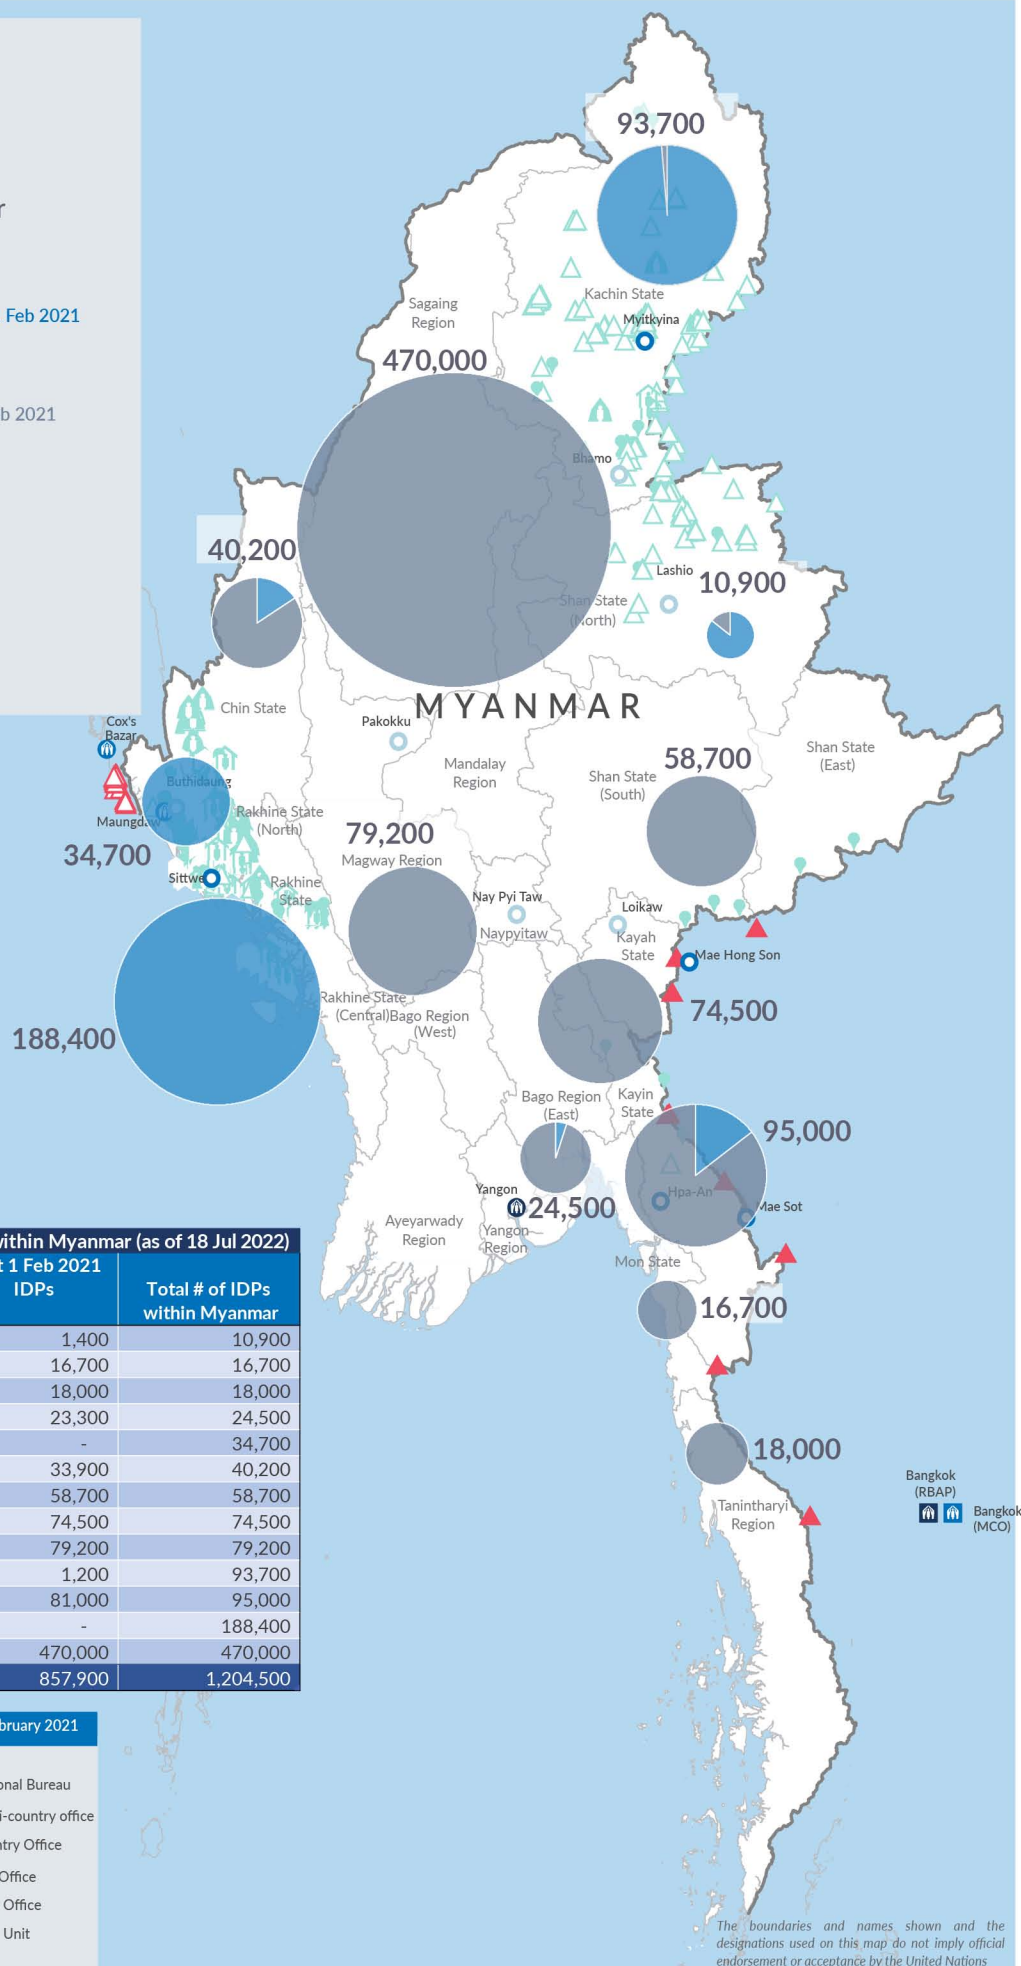 r
Feb 2021
b 2021
93,700
Kachin State
Myitkyina
Sagaing
Region
470,000
Bhamo
40,200
Lashio
10,900
Shan State
(North)
Chin State
MYANMAR
Cox's
Bazar
Pakokku
Mandalay
Region
58,700
Shan State
(South)
Shan State
(East)
Buthidaung
Maungdaw
Rakhine State
(North)
34,700
79,200
Magway Region
Sittwe
Rakhine
State
Nay Pyi Taw
Naypyitaw
Loikaw
Kayah
State
Mae Hong Son
Rakhine State
(Central)
Bago Region
(West)
74,500
188,400
Bago Region
(East)
Kayin
State
95,000
Yangon
24,500
Hpa-An
Mae Sot
Ayeyarwady
Region
Yangon
Region
Mon State
16,700
18,000
Tanintharyi
Region
Bangkok
(RBAP)
Bangkok
(MCO)
within Myanmar (as of 18 Jul 2022)
t 1 Feb 2021
IDPs
Total # of IDPs
within Myanmar
1,400 10,900
16,700 16,700
18,000 18,000
23,300 24,500
- 34,700
33,900 40,200
58,700 58,700
74,500 74,500
79,200 79,200
1,200 93,700
81,000 95,000
- 188,400
470,000 470,000
857,900 1,204,500
bruary 2021
onal Bureau
i-country office
ntry Office
Office
Office
Unit
The boundaries and names shown and the
designations used on this map do not imply official
endorsement or acceptance by the United Nations